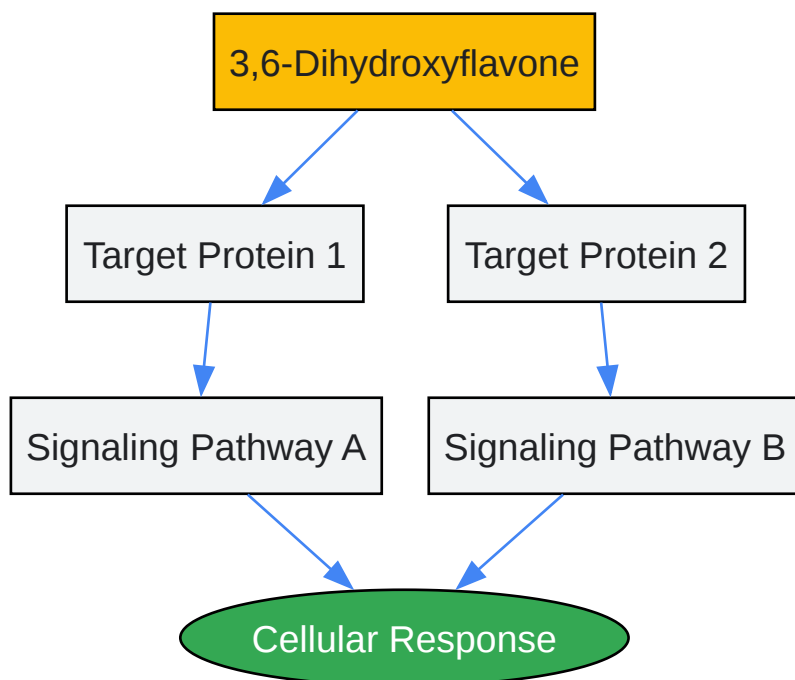 3,6-Dihydroxyflavone
Target Protein 1
Target Protein 2
Signaling Pathway A
Signaling Pathway B
Cellular Response